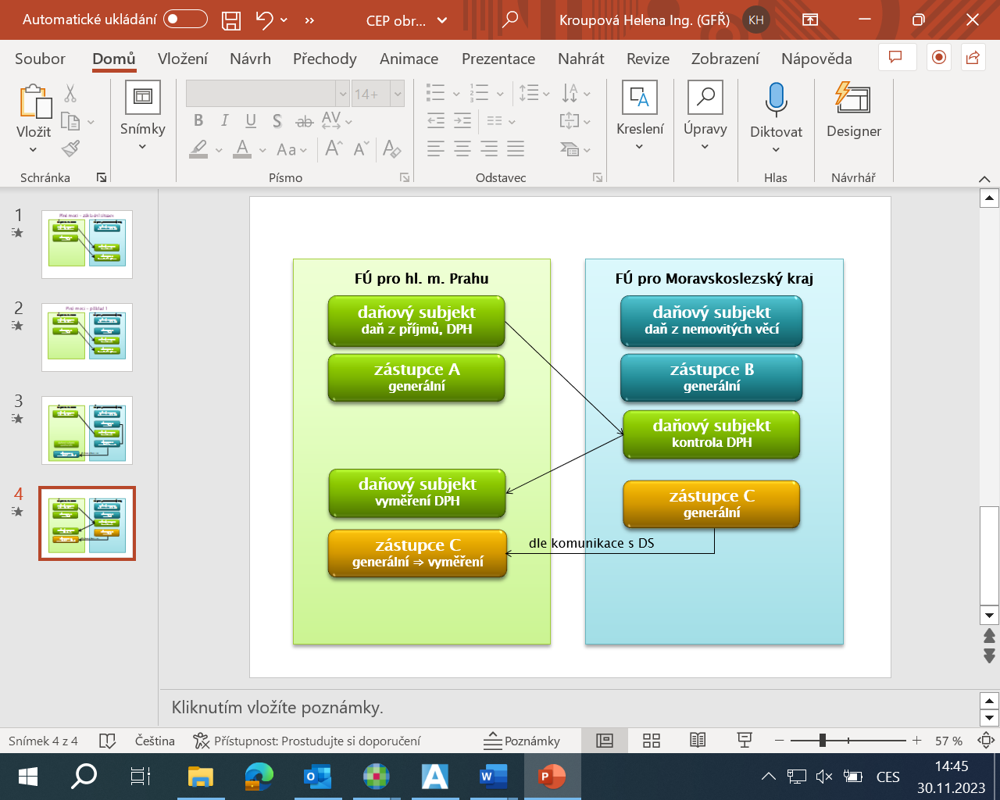 Automatické ukládání
CEP obr...
Kroupová Helena Ing. (GFŘ)
KH
Soubor
Domů
Vložení
Návrh
Přechody
Animace
Prezentace
Nahrát
Revize
Zobrazení
Nápověda
Vložit
Snímky
14+
Kreslení
Úpravy
Diktovat
Designer
Schránka
Písmo
Odstavec
Hlas
Návrhář
1
2
3
4
FÚ pro hl. m. Prahu
daňový subjekt
daň z příjmů, DPH
zástupce A
generální
daňový subjekt
vyměření DPH
zástupce C
generální ⇒ vyměření
FÚ pro Moravskoslezský kraj
daňový subjekt
daň z nemovitých věcí
zástupce B
generální
daňový subjekt
kontrola DPH
zástupce C
generální
dle komunikace s DS
Kliknutím vložíte poznámky.
Snímek 4 z 4
Čeština
Přístupnost: Prostudujte si doporučení
Poznámky
57 %
CES
14:45
30.11.2023